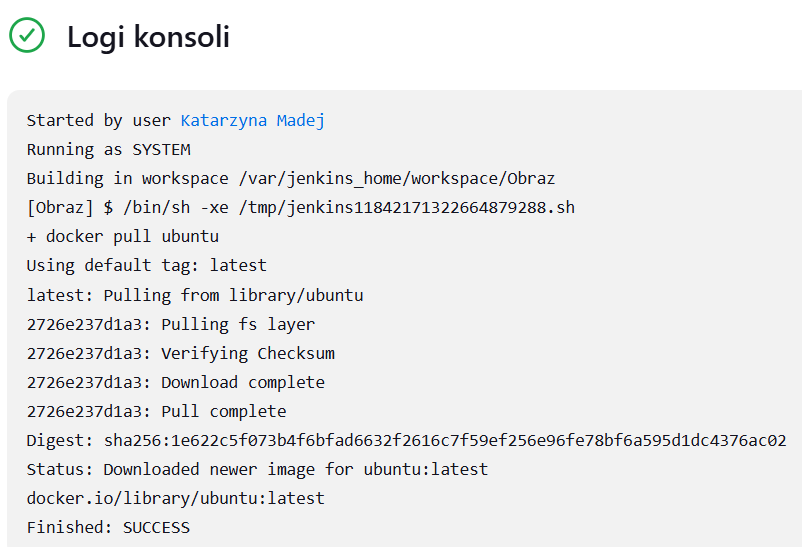 Logi konsoli
Started by user Katarzyna Madej
Running as SYSTEM
Building in workspace /var/jenkins_home/workspace/Obraz
[Obraz] $ /bin/sh -xe /tmp/jenkins11842171322664879288.sh
+ docker pull ubuntu
Using default tag: latest
latest: Pulling from library/ubuntu
2726e237d1a3: Pulling fs layer
2726e237d1a3: Verifying Checksum
2726e237d1a3: Download complete
2726e237d1a3: Pull complete
Digest: sha256:1e622c5f073b4f6bfad6632f2616c7f59ef256e96fe78bf6a595d1dc4376ac02
Status: Downloaded newer image for ubuntu:latest
docker.io/library/ubuntu:latest
Finished: SUCCESS